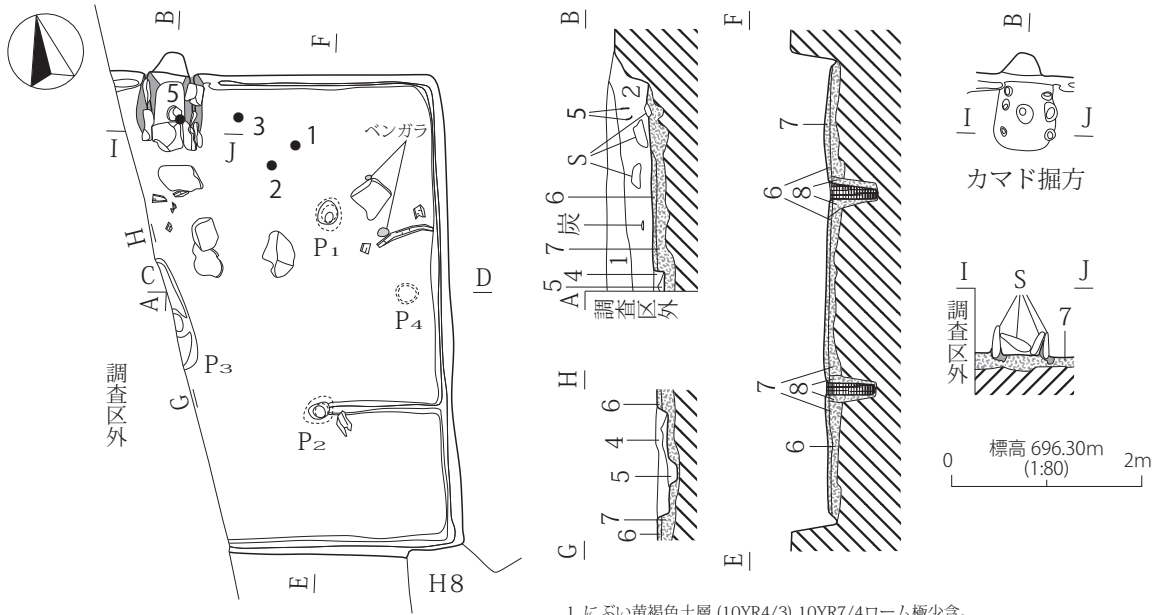 B
F
5
3
J
I
1
2
ベンガラ
P1
H
C
A
D
P4
P3
G
P2
調査区外
E
H8
B
2
5
S
6
炭
7
1
4
5
A
調査区外
H
6
4
5
7
6
G
F
7
6
8
7
8
6
E
B
I
J
カマド掘方
I
S
J
7
調査区外
標高 696.30m
(1:80)
0
2m
1 にぶい黄褐色土層 (10YR4/3) 10YR7/4ローム極少含。